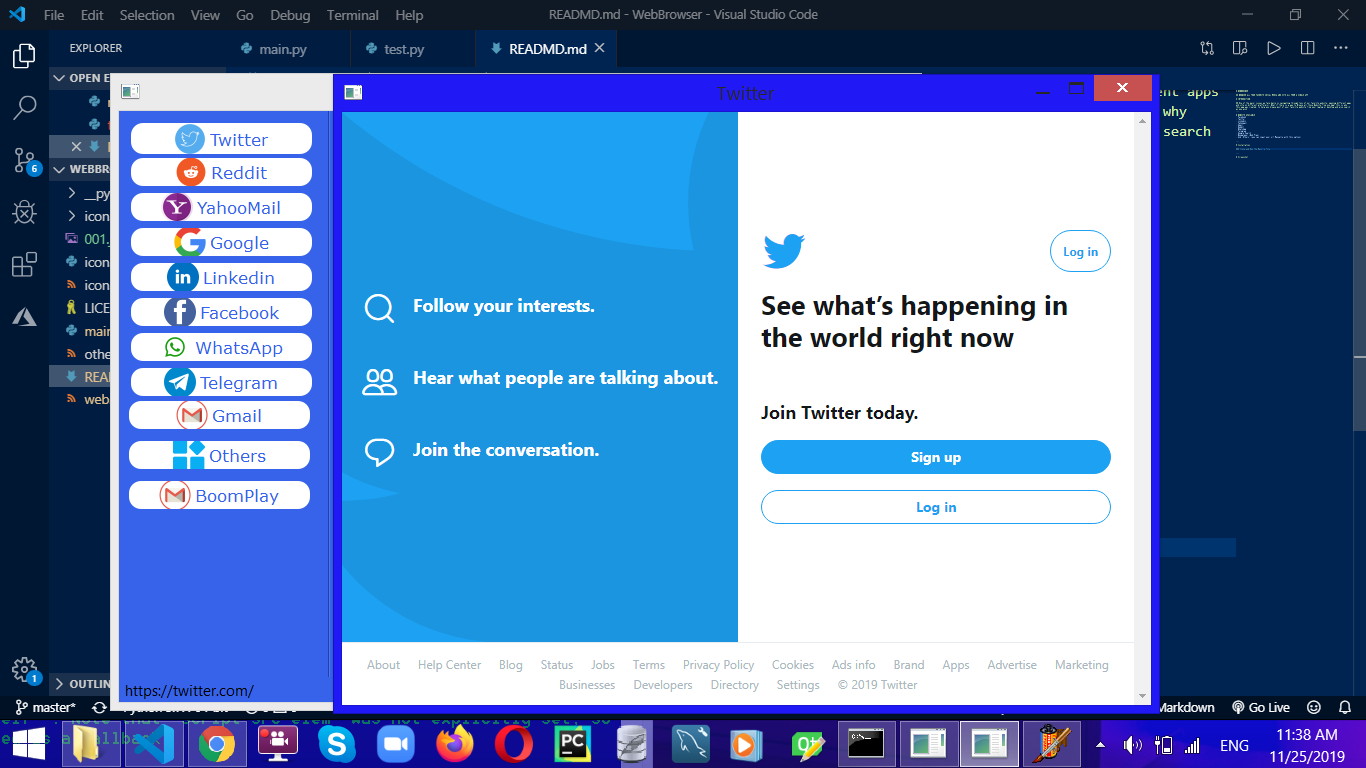 File Edit Selection View Go Debug Terminal Help
READMD.md - WebBrowser - Visual Studio Code
EXPLORER
main.py
test.py
READMD.md
OPEN E
WEBBR
__py
icon
001.
icon
icon
LICE
main
othe
READ
web
OUTLIN
Twitter
Reddit
YahooMail
Google
Linkedin
Facebook
WhatsApp
Telegram
Gmail
Others
BoomPlay
https://twitter.com/
Twitter
Follow your interests.
Hear what people are talking about.
Join the conversation.
Log in
See what’s happening in
the world right now
Join Twitter today.
Sign up
Log in
About Help Center Blog Status Jobs Terms Privacy Policy Cookies Ads info Brand Apps Advertise Marketing
Businesses Developers Directory Settings © 2019 Twitter
nt apps
why
search
6
1
master*
Markdown
Go Live
ENG
11:38 AM
11/25/2019